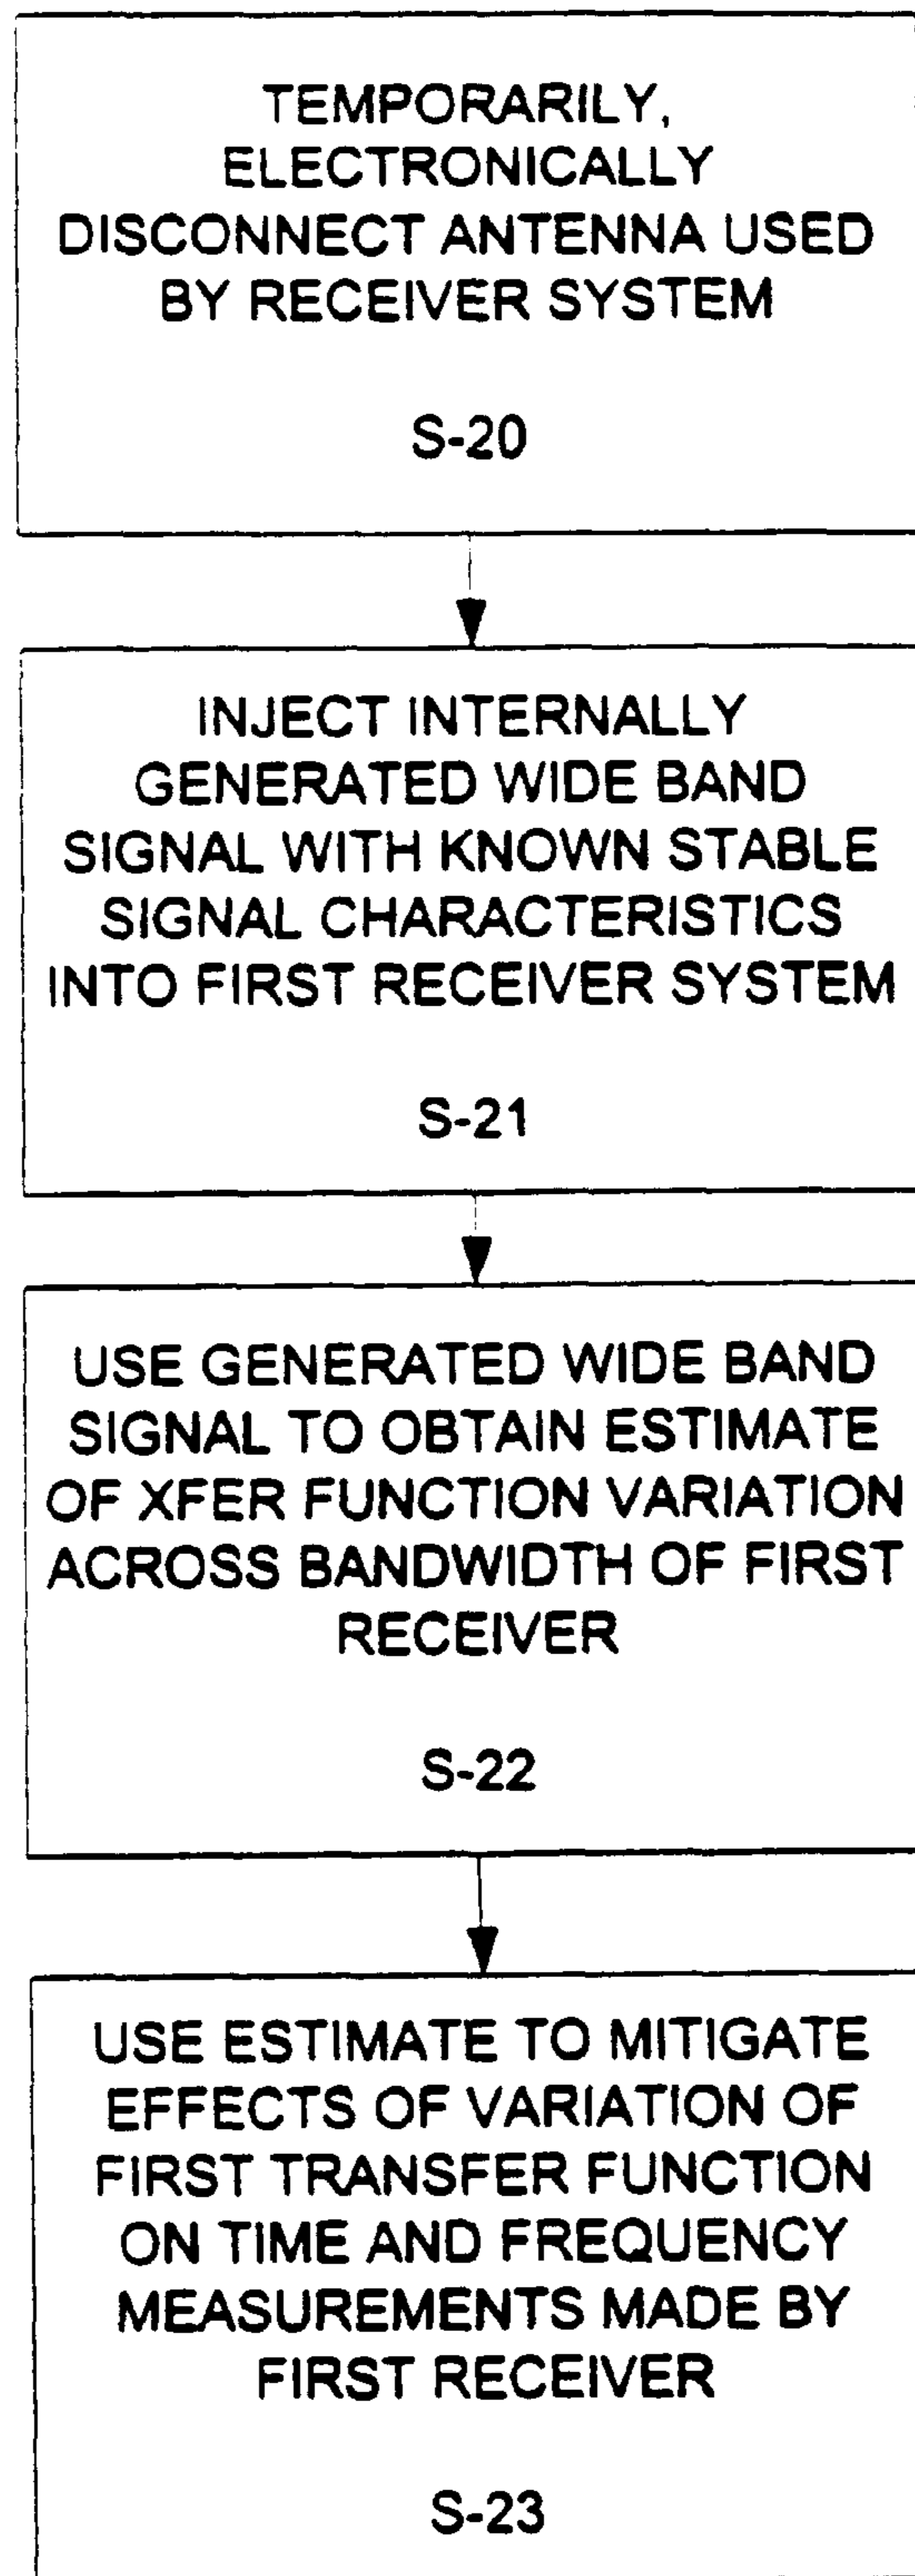 TEMPORARILY,
ELECTRONICALLY
DISCONNECT ANTENNA USED
BY RECEIVER SYSTEM
S-20
INJECT INTERNALLY
GENERATED WIDE BAND
SIGNAL WITH KNOWN STABLE
SIGNAL CHARACTERISTICS
INTO FIRST RECEIVER SYSTEM
S-21
USE GENERATED WIDE BAND
SIGNAL TO OBTAIN ESTIMATE
OF XFER FUNCTION VARIATION
ACROSS BANDWIDTH OF FIRST
RECEIVER
S-22
USE ESTIMATE TO MITIGATE
EFFECTS OF VARIATION OF
FIRST TRANSFER FUNCTION
ON TIME AND FREQUENCY
MEASUREMENTS MADE BY
FIRST RECEIVER
S-23